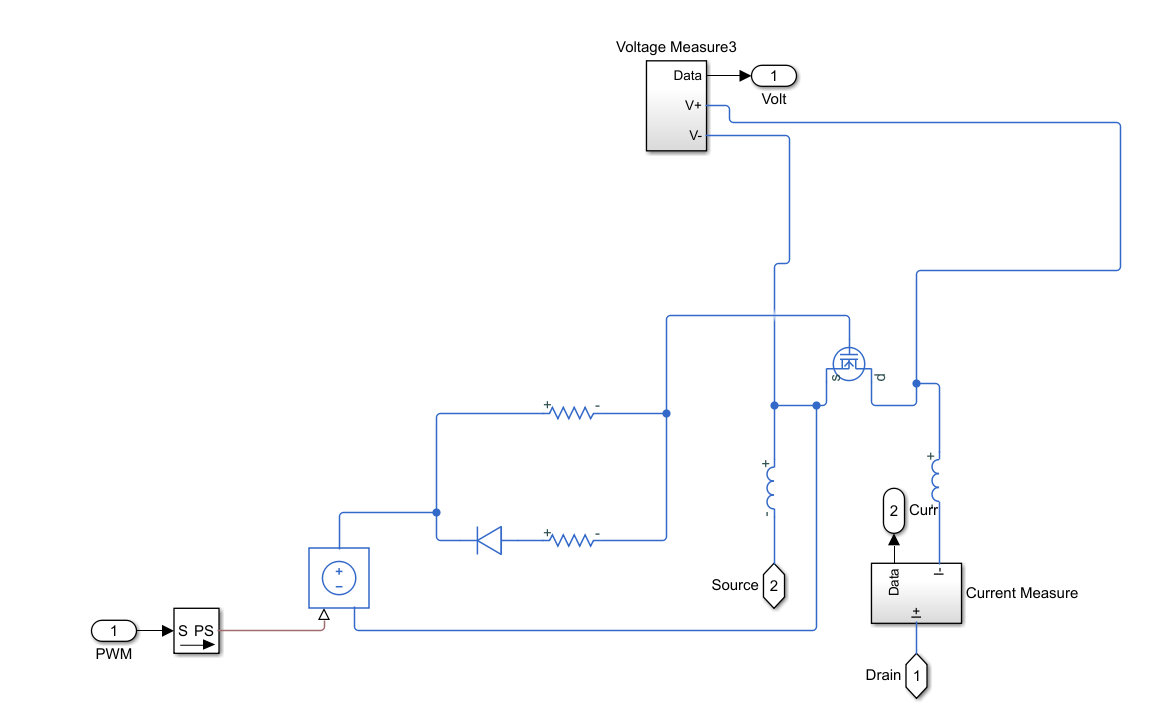 Voltage Measure3
Data
1
Volt
V+
V-
s
d
+ -
+
-
+
2
Curr
+ -
+
-
Source
2
Data
I-
I+
Current Measure
1
S PS
PWM
Drain
1